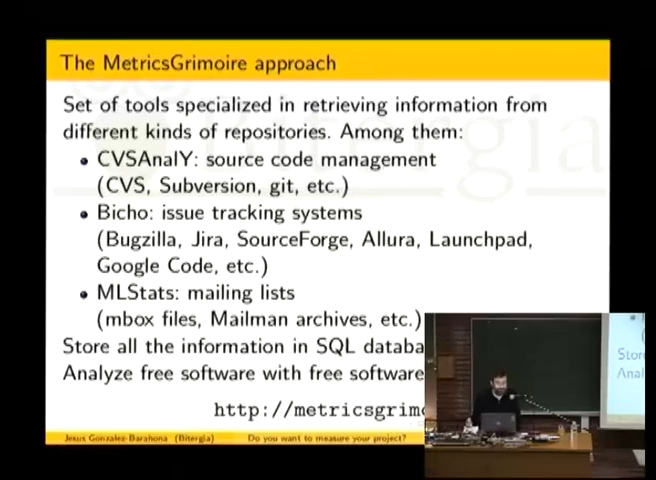 The MetricsGrimoire approach
Set of tools specialized in retrieving information from
different kinds of repositories. Among them:
CVSAnalY: source code management
(CVS, Subversion, git, etc.)
Bicho: issue tracking systems
(Bugzilla, Jira, SourceForge, Allura, Launchpad,
Google Code, etc.)
MLStats: mailing lists
(mbox files, Mailman archives, etc.)
Store all the information in SQL databa
Analyze free software with free software
http://metricsgrim
Jesus Gonzalez-Barahona (Bitergia) Do you want to measure your project?
Bitergia
Stor
Anal